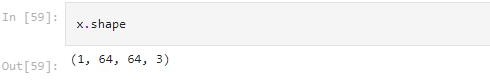 In [59]:
x.shape
Out[59]:
(1, 64, 64, 3)